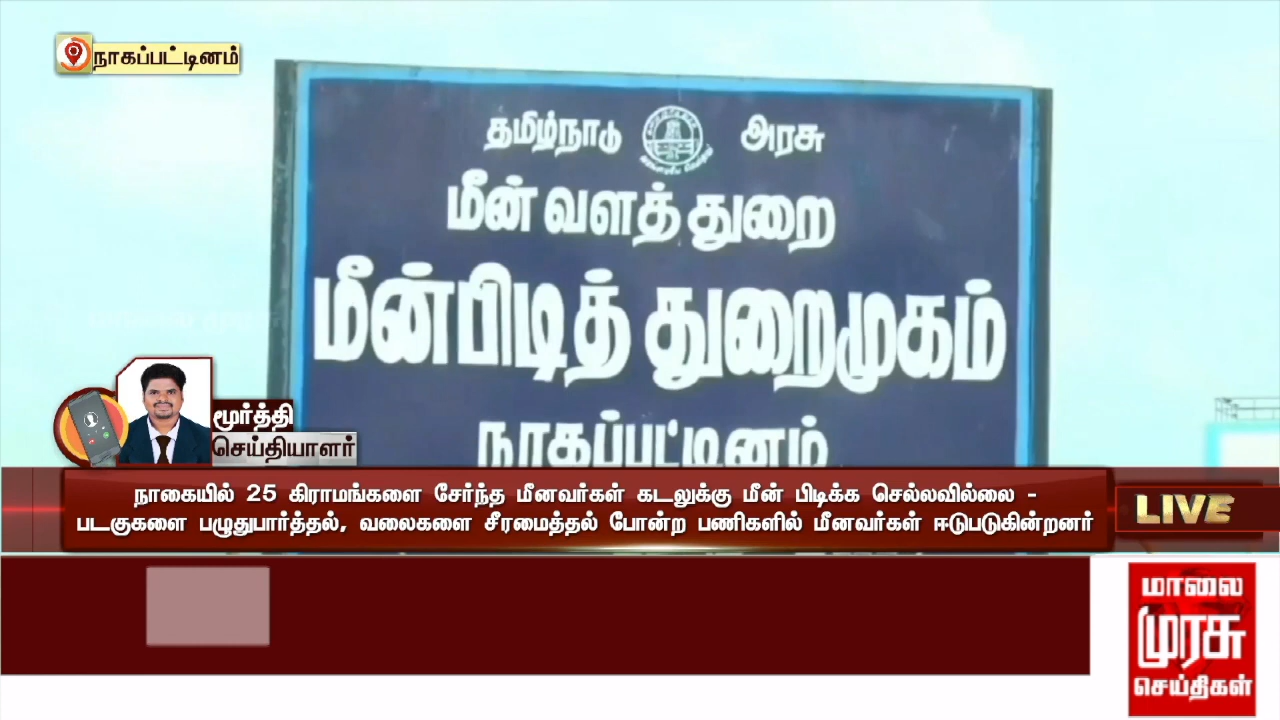 நாகப்பட்டினம்
தமிழ்நாடு அரசு
மீன் வளத் துறை
மீன்பிடித் துறைமுகம்
நாகப்பட்டினம்
மூர்த்தி
செய்தியாளர்
நாகையில் 25 கிராமங்களை சேர்ந்த மீனவர்கள் கடலுக்கு மீன் பிடிக்க செல்லவில்லை -
படகுகளை பழுதுபார்த்தல், வலைகளை சீரமைத்தல் போன்ற பணிகளில் மீனவர்கள் ஈடுபடுகின்றனர்
LIVE
மாலை
முரசு
செய்திகள்